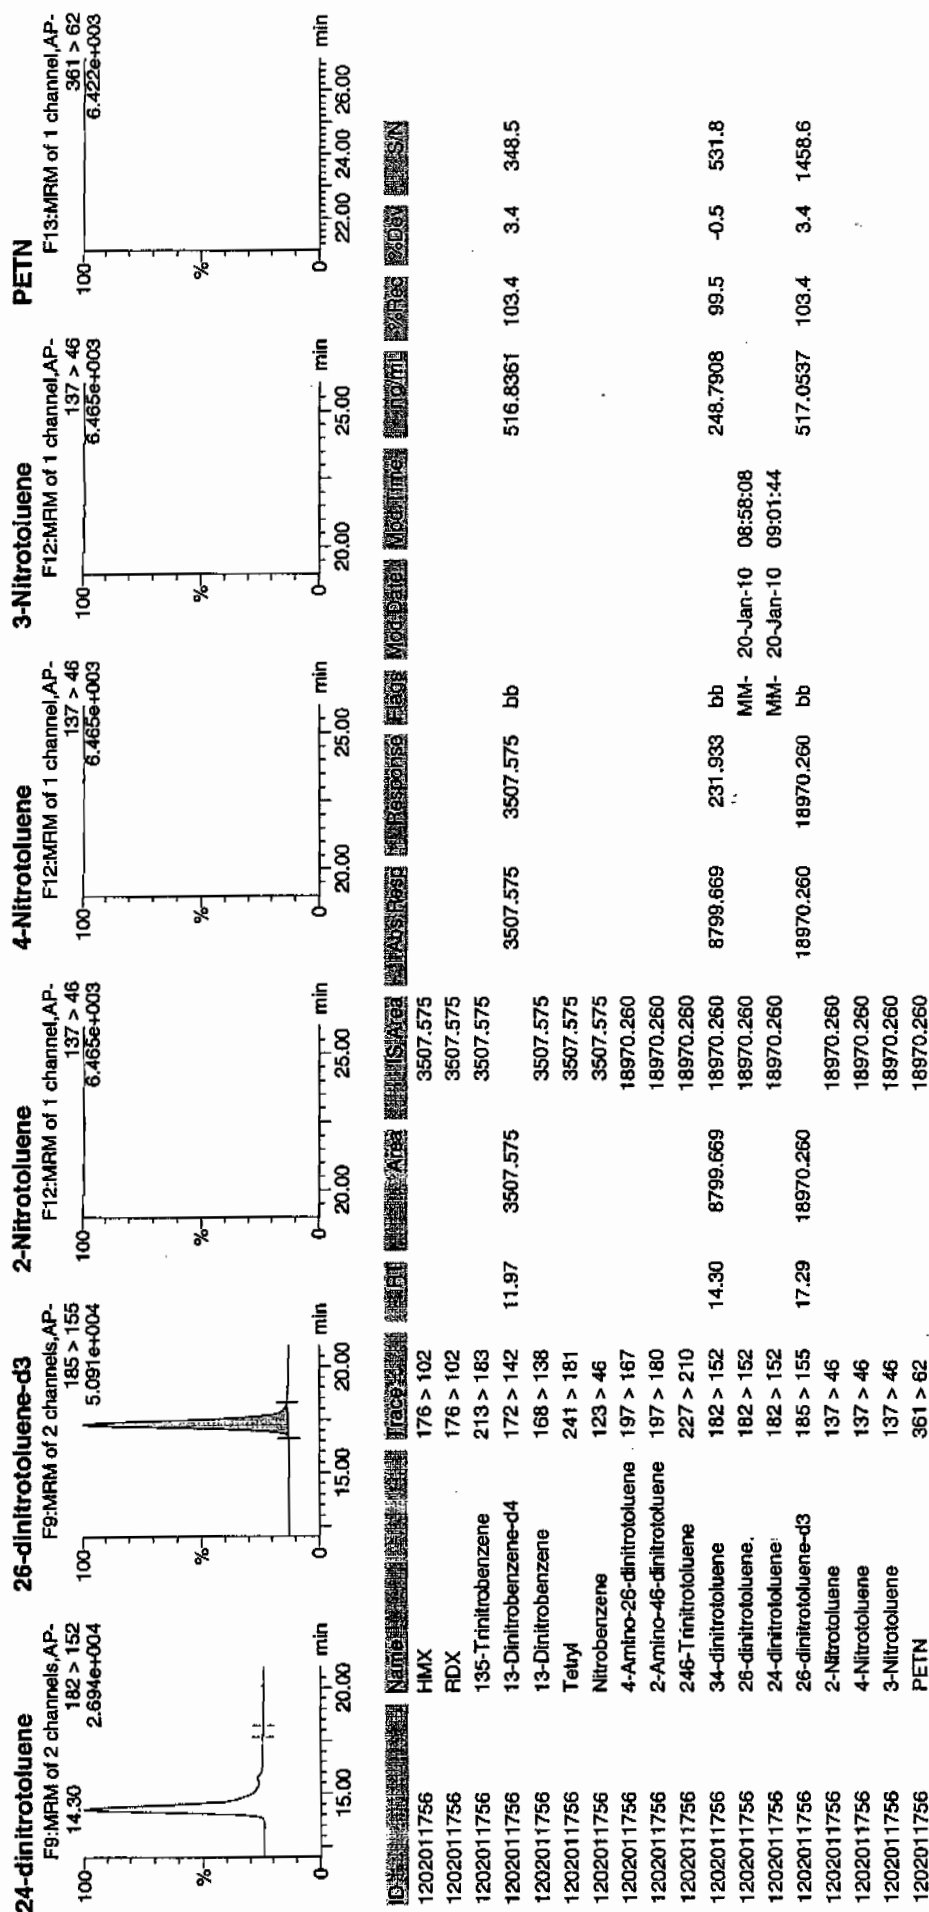 24-dinitrotoluene
F9:MRM of 2 channels,AP-
14.30 182 > 152
2.694e+004
100
%
0
15.00 20.00 min
26-dinitrotoluene-d3
F9:MRM of 2 channels,AP-
185 > 155
5.091e+004
100
%
0
15.00 20.00 min
2-Nitrotoluene
F12:MRM of 1 channel,AP-
137 > 46
6.465e+003
100
%
0
20.00 25.00 min
4-Nitrotoluene
F12:MRM of 1 channel,AP-
137 > 46
6.465e+003
100
%
0
20.00 25.00 min
3-Nitrotoluene
F12:MRM of 1 channel,AP-
137 > 46
6.465e+003
100
%
0
20.00 25.00 min
PETN
F13:MRM of 1 channel,AP-
361 > 62
6.422e+003
100
%
0
22.00 24.00 26.00 min
ID Name Trace RT Area IS Area Abs Resp Response Flags Mod Date Mod Time ng/mL %Rec %Dev S/N
1202011756 HMX 176 > 102 3507.575
1202011756 RDX 176 > 102 3507.575
1202011756 135-Trinitrobenzene 213 > 183 3507.575
1202011756 13-Dinitrobenzene-d4 172 > 142 11.97 3507.575 3507.575 3507.575 bb 516.8361 103.4 3.4 348.5
1202011756 13-Dinitrobenzene 168 > 138 3507.575
1202011756 Tetryl 241 > 181 3507.575
1202011756 Nitrobenzene 123 > 46 3507.575
1202011756 4-Amino-26-dinitrotoluene 197 > 167 18970.260
1202011756 2-Amino-46-dinitrotoluene 197 > 180 18970.260
1202011756 246-Trinitrotoluene 227 > 210 18970.260
1202011756 34-dinitrotoluene 182 > 152 14.30 8799.669 18970.260 8799.669 231.933 bb 248.7908 99.5 -0.5 531.8
1202011756 26-dinitrotoluene 182 > 152 18970.260 MM- 20-Jan-10 08:58:08
1202011756 24-dinitrotoluene 182 > 152 18970.260 MM- 20-Jan-10 09:01:44
1202011756 26-dinitrotoluene-d3 185 > 155 17.29 18970.260 18970.260 18970.260 bb 517.0537 103.4 3.4 1458.6
1202011756 2-Nitrotoluene 137 > 46 18970.260
1202011756 4-Nitrotoluene 137 > 46 18970.260
1202011756 3-Nitrotoluene 137 > 46 18970.260
1202011756 PETN 361 > 62 18970.260